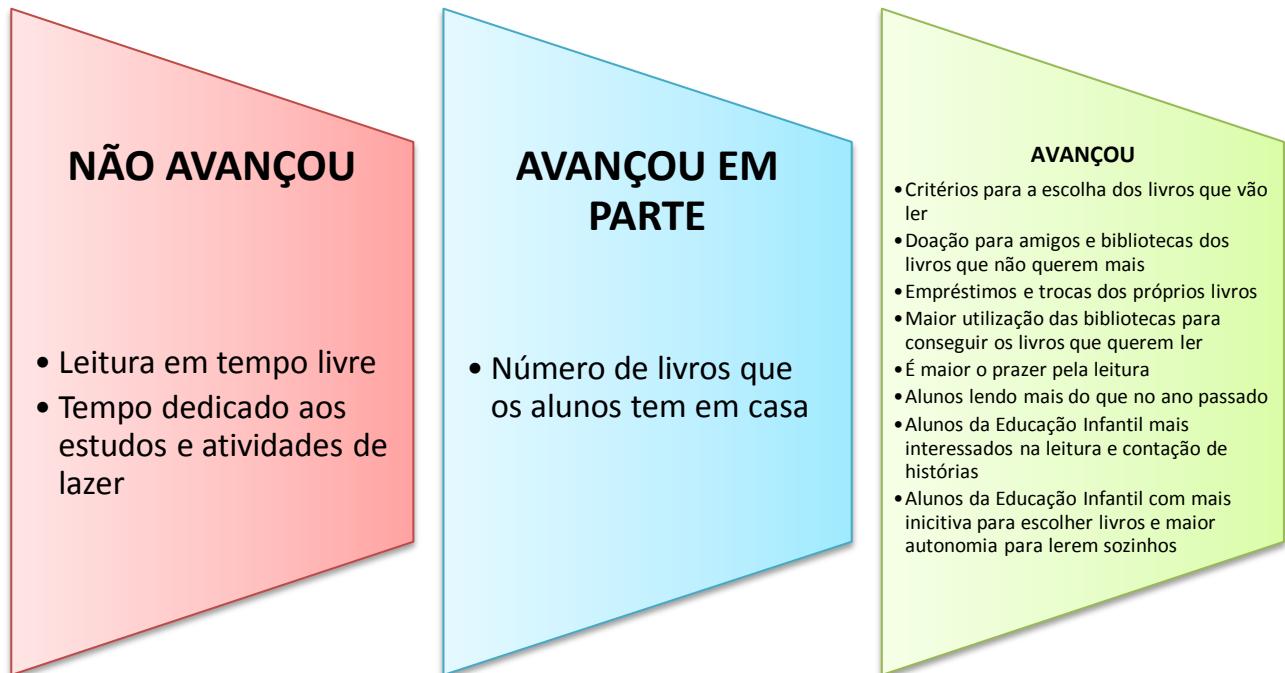 NÃO AVANÇOU
• Leitura em tempo livre
• Tempo dedicado aos
estudos e atividades de
lazer
AVANÇOU EM
PARTE
• Número de livros que
os alunos tem em casa
AVANÇOU
•Critérios para a escolha dos livros que vão
ler
•Doação para amigos e bibliotecas dos
livros que não querem mais
•Empréstimos e trocas dos próprios livros
•Maior utilização das bibliotecas para
conseguir os livros que querem ler
•É maior o prazer pela leitura
•Alunos lendo mais do que no ano passado
•Alunos da Educação Infantil mais
interessados na leitura e contação de
histórias
•Alunos da Educação Infantil com mais
inicitiva para escolher livros e maior
autonomia para lerem sozinhos